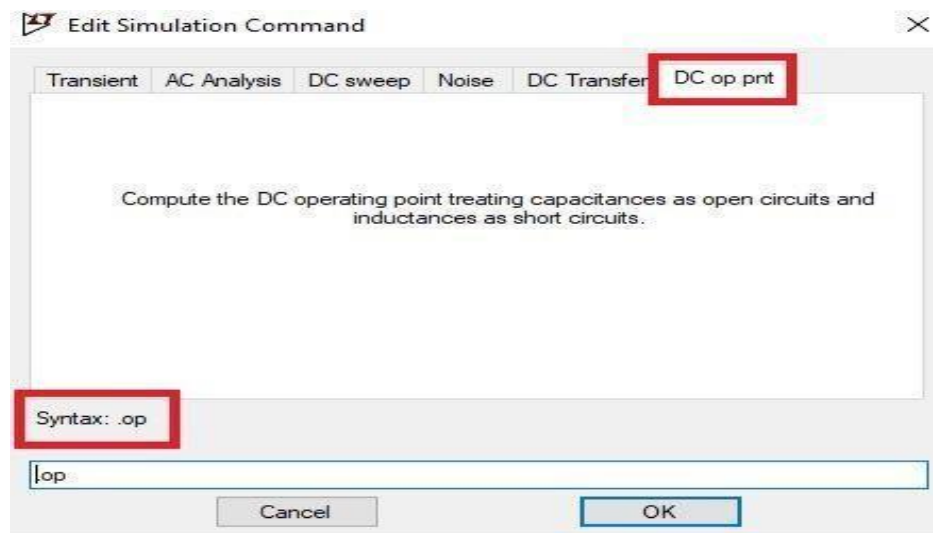 Edit Simulation Command
Transient AC Analysis DC sweep Noise DC Transfer DC op pnt
Compute the DC operating point treating capacitances as open circuits and
inductances as short circuits.
Syntax: .op
.op
Cancel OK